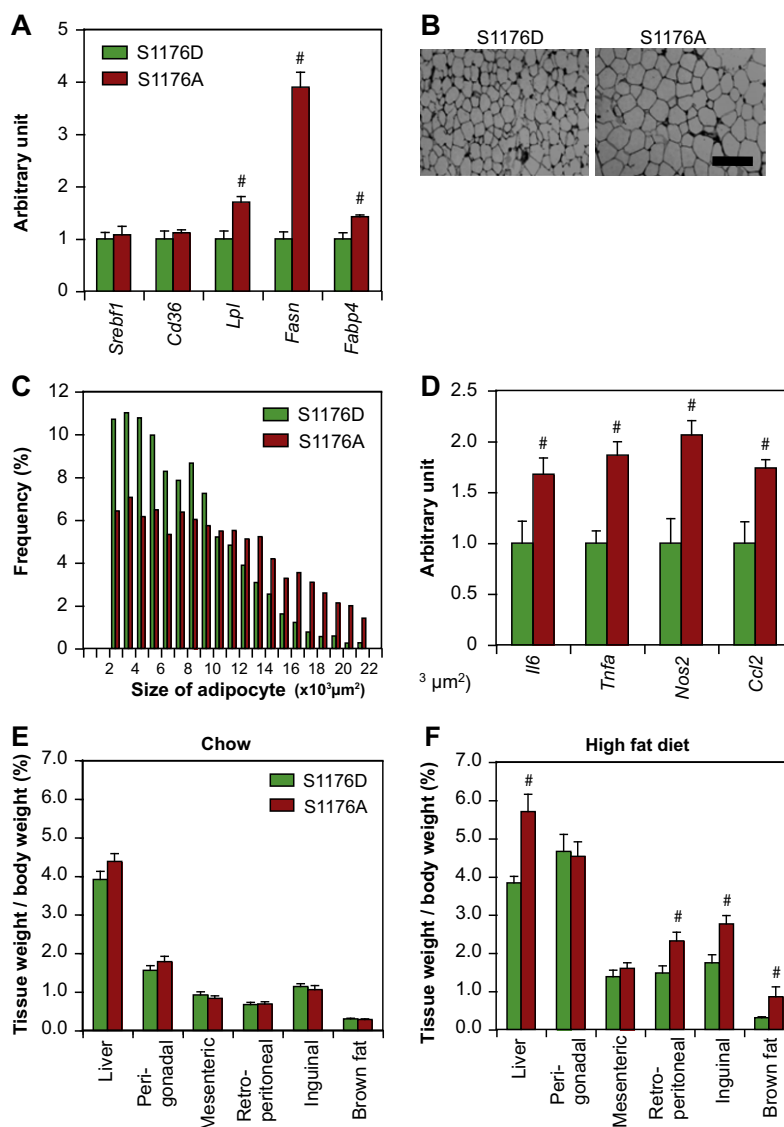 A
Arbitrary unit
5
4
3
2
1
0
S1176D
S1176A
#
#
#
Srebf1
Cd36
Lpl
Fasn
Fabp4
B
S1176D
S1176A
C
Frequency (%)
12
10
8
6
4
2
0
S1176D
S1176A
2 4 6 8 10 12 14 16 18 20 22
Size of adipocyte (x10³µm²)
D
Arbitrary unit
2.5
2.0
1.5
1.0
0.5
0
# # # #
³ µm²)
Il6
Tnfa
Nos2
Ccl2
E
Chow
Tissue weight / body weight (%)
7.0
6.0
5.0
4.0
3.0
2.0
1.0
0.0
S1176D
S1176A
Liver
Peri-
gonadal
Mesenteric
Retro-
peritoneal
Inguinal
Brown fat
F
High fat diet
Tissue weight / body weight (%)
7.0
6.0
5.0
4.0
3.0
2.0
1.0
0.0
#
#
#
#
Liver
Peri-
gonadal
Mesenteric
Retro-
peritoneal
Inguinal
Brown fat